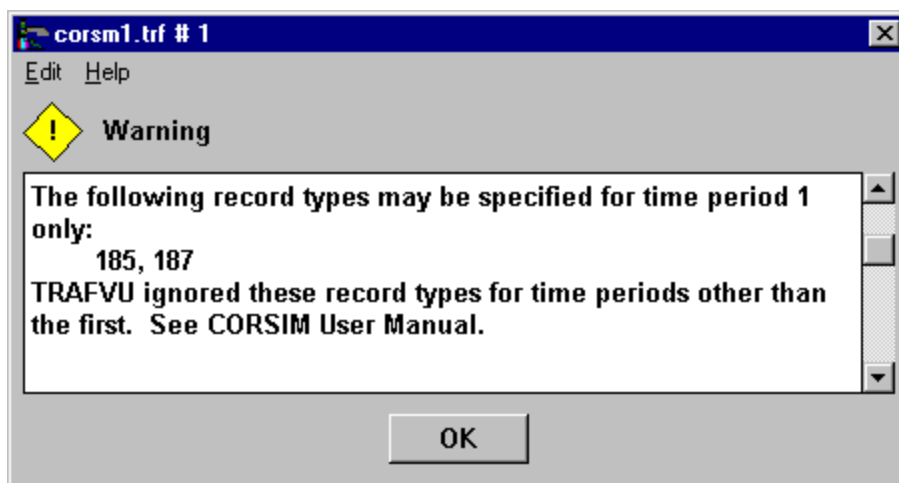 corsm1.trf # 1
Edit Help
! Warning
The following record types may be specified for time period 1
only:
185, 187
TRAFVU ignored these record types for time periods other than
the first.  See CORSIM User Manual.
OK